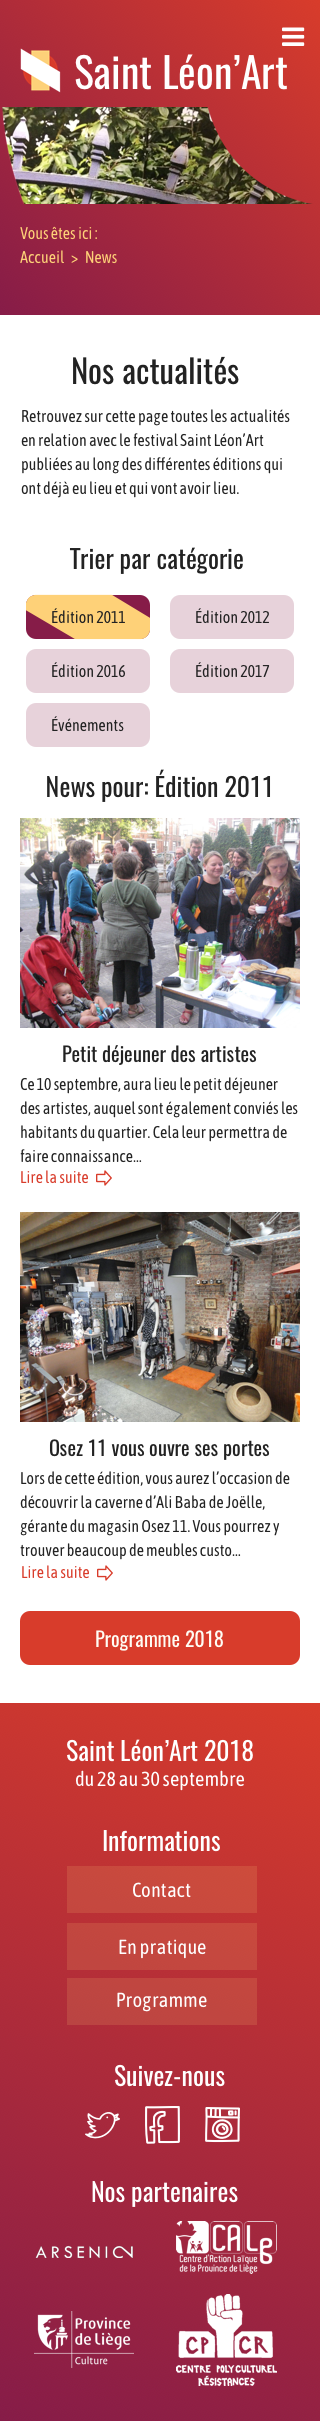 Saint Léon’Art
Vous êtes ici :
Accueil > News
Nos actualités
Retrouvez sur cette page toutes les actualités
en relation avec le festival Saint Léon’Art
publiées au long des différentes éditions qui
ont déjà eu lieu et qui vont avoir lieu.
Trier par catégorie
Édition 2011
Édition 2012
Édition 2016
Édition 2017
Événements
News pour: Édition 2011
Petit déjeuner des artistes
Ce 10 septembre, aura lieu le petit déjeuner
des artistes, auquel sont également conviés les
habitants du quartier. Cela leur permettra de
faire connaissance...
Lire la suite
Osez 11 vous ouvre ses portes
Lors de cette édition, vous aurez l’occasion de
découvrir la caverne d’Ali Baba de Joëlle,
gérante du magasin Osez 11. Vous pourrez y
trouver beaucoup de meubles custo...
Lire la suite
Programme 2018
Saint Léon’Art 2018
du 28 au 30 septembre
Informations
Contact
En pratique
Programme
Suivez-nous
Nos partenaires
ARSENIC
CALg
Centre d'Action Laïque
de la Province de Liège
Province
de Liège
Culture
CPCR
CENTRE POLYCULTUREL
RÉSISTANCES